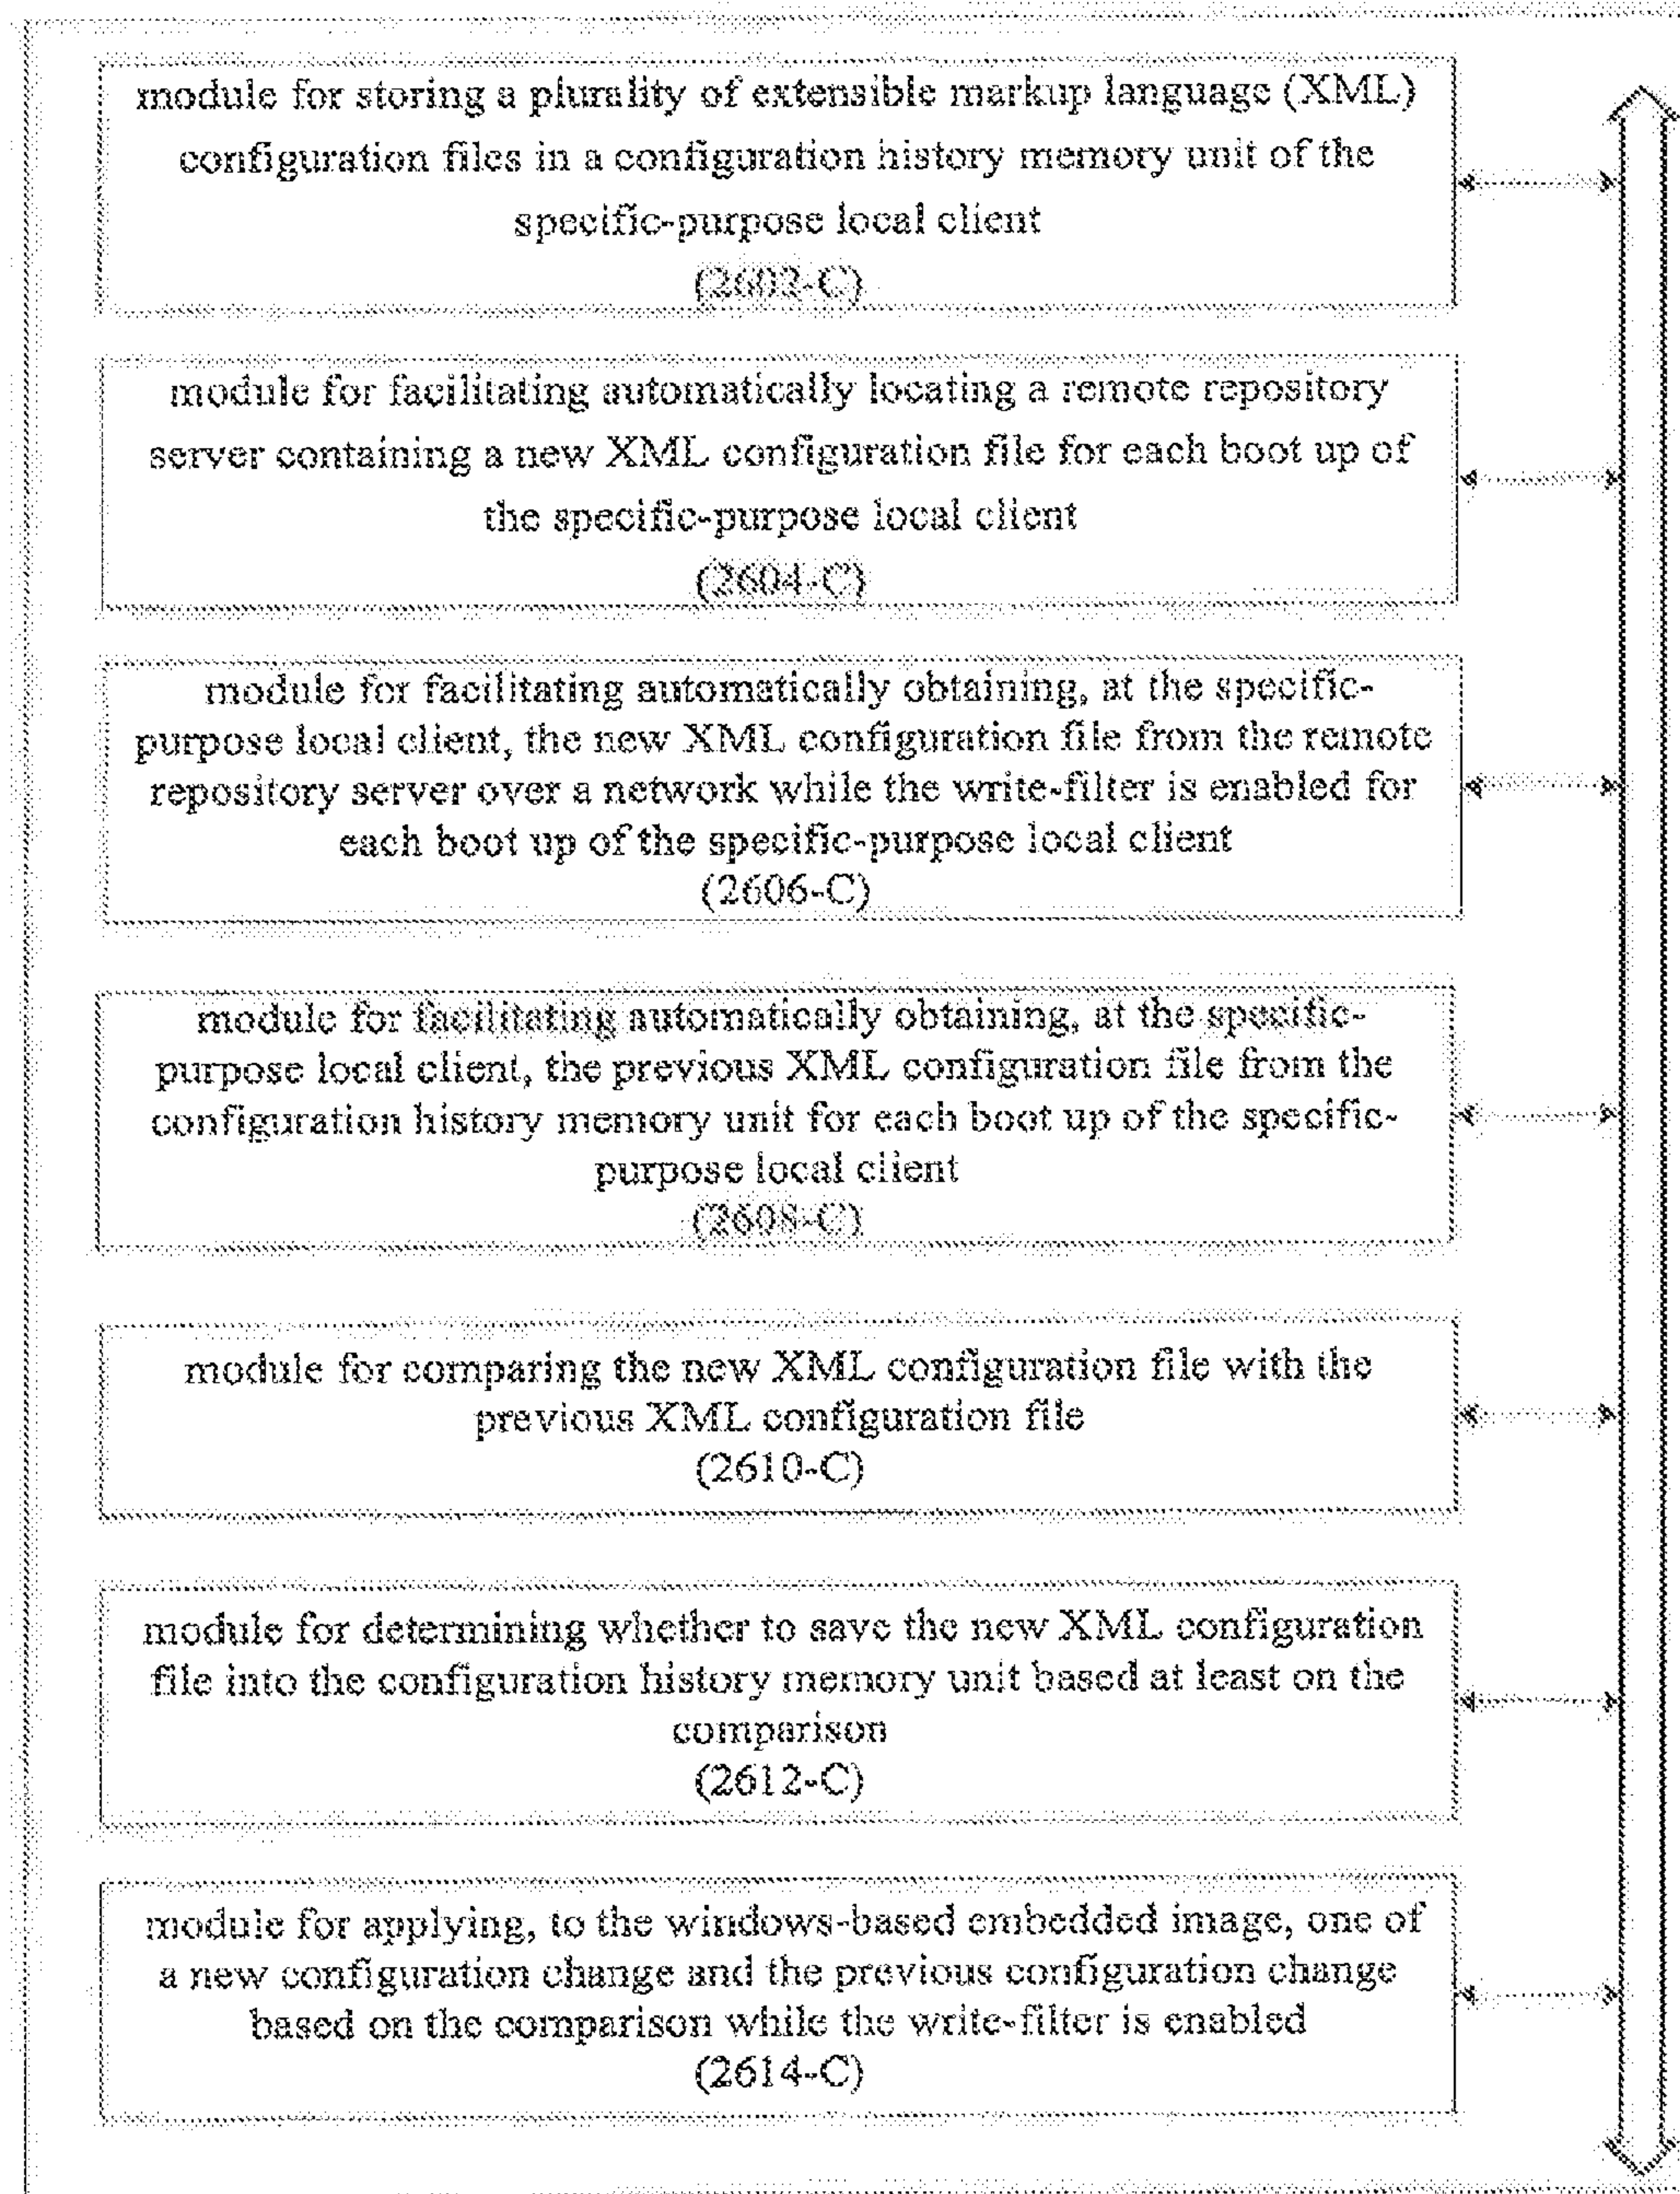 module for storing a plurality of extensible markup language (XML)
configuration files in a configuration history memory unit of the
specific-purpose local client
(2602-C)
module for facilitating automatically locating a remote repository
server containing a new XML configuration file for each boot up of
the specific-purpose local client
(2604-C)
module for facilitating automatically obtaining, at the specific-
purpose local client, the new XML configuration file from the remote
repository server over a network while the write-filter is enabled for
each boot up of the specific-purpose local client
(2606-C)
module for facilitating automatically obtaining, at the specific-
purpose local client, the previous XML configuration file from the
configuration history memory unit for each boot up of the specific-
purpose local client
(2608-C)
module for comparing the new XML configuration file with the
previous XML configuration file
(2610-C)
module for determining whether to save the new XML configuration
file into the configuration history memory unit based at least on the
comparison
(2612-C)
module for applying, to the windows-based embedded image, one of
a new configuration change and the previous configuration change
based on the comparison while the write-filter is enabled
(2614-C)